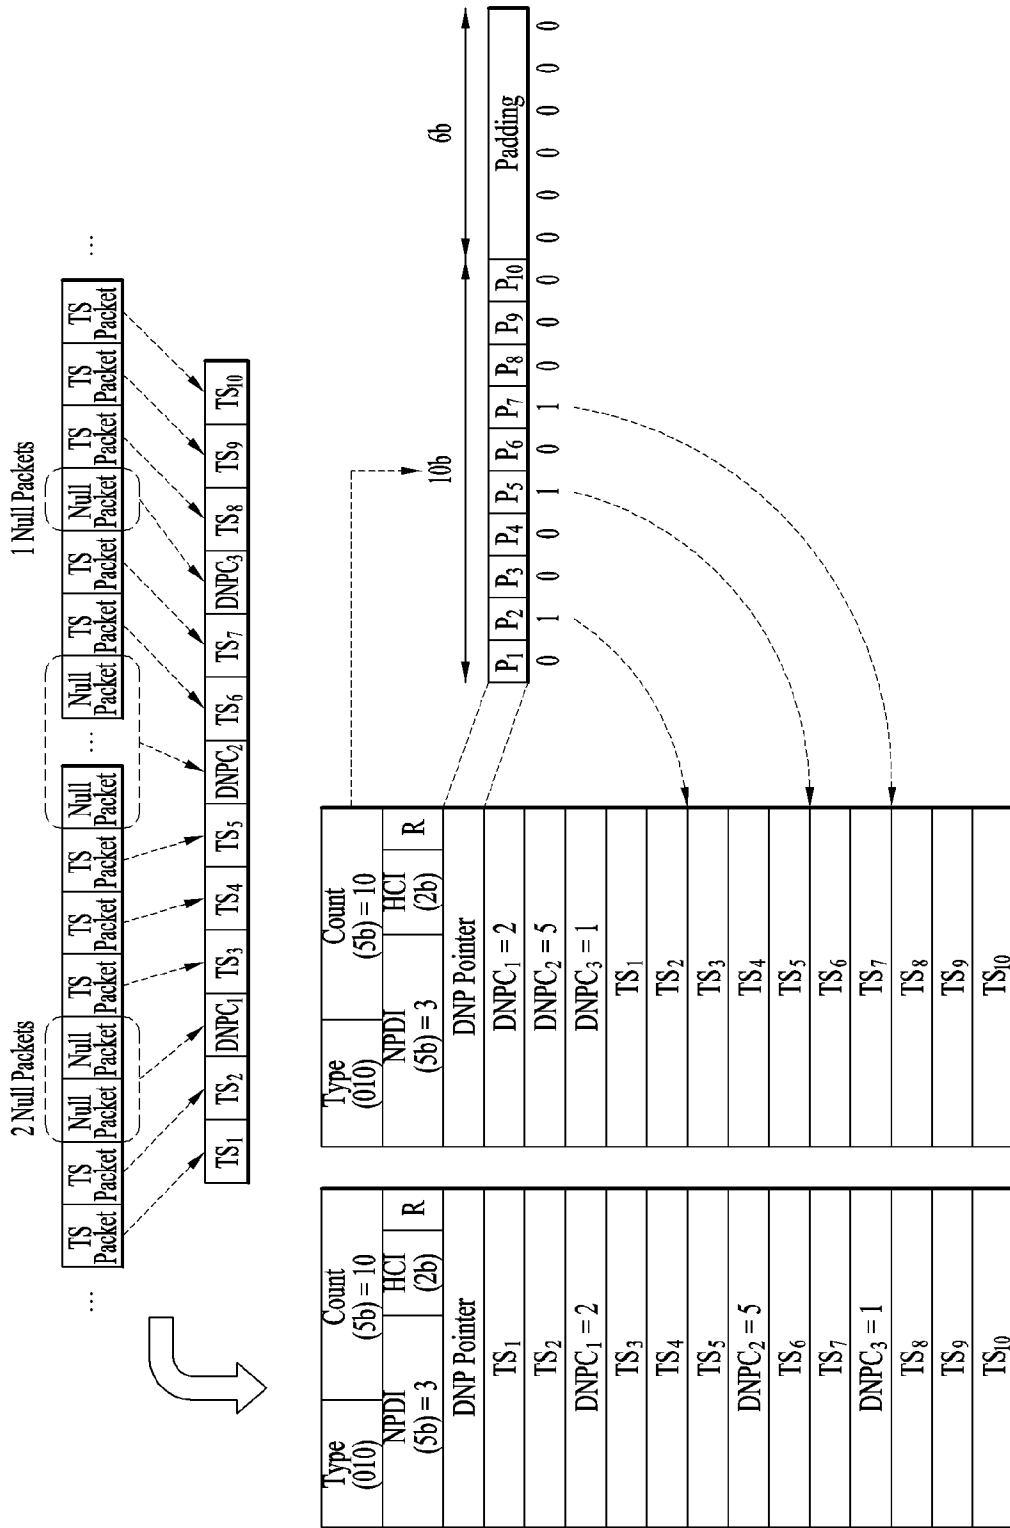 2 Null Packets
1 Null Packets
...
TS
Packet
TS
Packet
Null
Packet
Null
Packet
TS
Packet
TS
Packet
TS
Packet
Null
Packet
...
Null
Packet
TS
Packet
TS
Packet
Null
Packet
TS
Packet
TS
Packet
TS
Packet
...
TS1 TS2 DNPC1 TS3 TS4 TS5 DNPC2 TS6 TS7 DNPC3 TS8 TS9 TS10
Type
(010)
Count
(5b) = 10
NPDI
(5b) = 3
HCI
(2b)
R
DNP Pointer
TS1
TS2
DNPC1 = 2
TS3
TS4
TS5
DNPC2 = 5
TS6
TS7
DNPC3 = 1
TS8
TS9
TS10
Type
(010)
Count
(5b) = 10
NPDI
(5b) = 3
HCI
(2b)
R
DNP Pointer
DNPC1 = 2
DNPC2 = 5
DNPC3 = 1
TS1
TS2
TS3
TS4
TS5
TS6
TS7
TS8
TS9
TS10
10b
6b
P1 P2 P3 P4 P5 P6 P7 P8 P9 P10 Padding
0 1 0 0 1 0 1 0 0 0 0 0 0 0 0 0